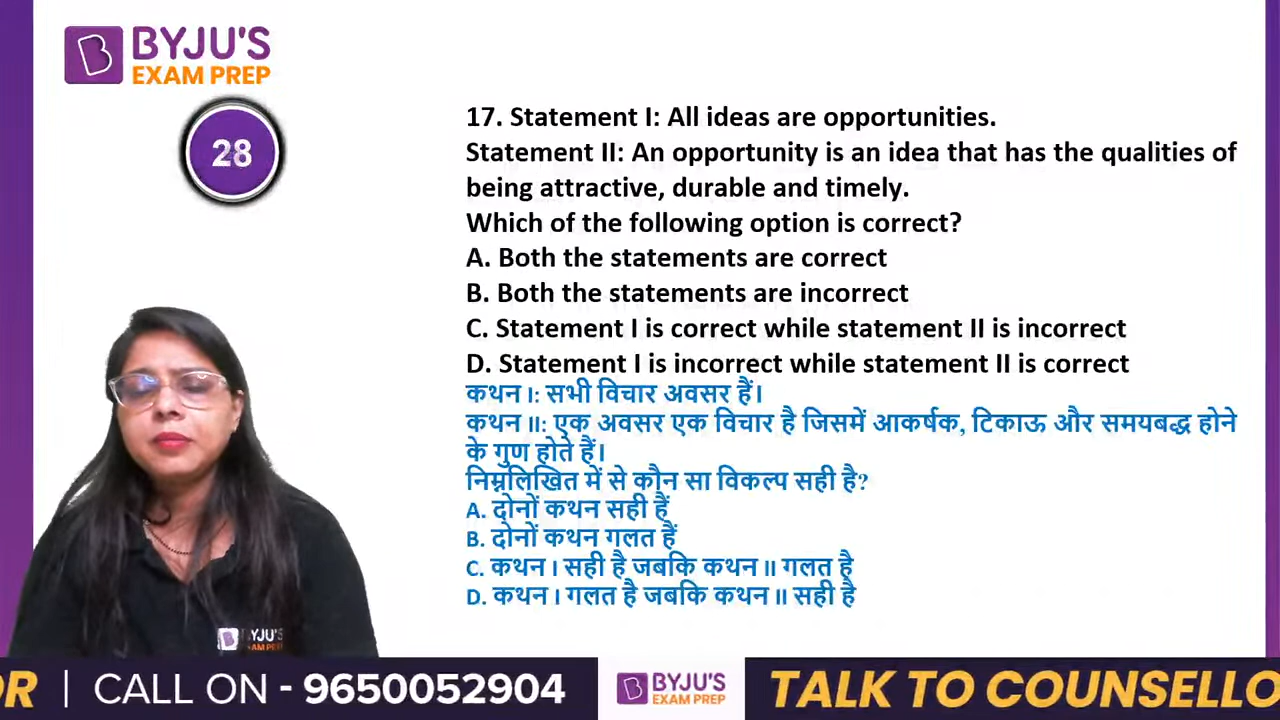 BYJU'S
EXAM PREP
28
17. Statement I: All ideas are opportunities.
Statement II: An opportunity is an idea that has the qualities of
being attractive, durable and timely.
Which of the following option is correct?
A. Both the statements are correct
B. Both the statements are incorrect
C. Statement I is correct while statement II is incorrect
D. Statement I is incorrect while statement II is correct
कथन I: सभी विचार अवसर हैं।
कथन II: एक अवसर एक विचार है जिसमें आकर्षक, टिकाऊ और समयबद्ध होने
के गुण होते हैं।
निम्नलिखित में से कौन सा विकल्प सही है?
A. दोनों कथन सही हैं
B. दोनों कथन गलत हैं
C. कथन I सही है जबकि कथन II गलत है
D. कथन I गलत है जबकि कथन II सही है
BYJU'S
EXAM PREP
OR | CALL ON - 9650052904
BYJU'S
EXAM PREP
TALK TO COUNSELLO